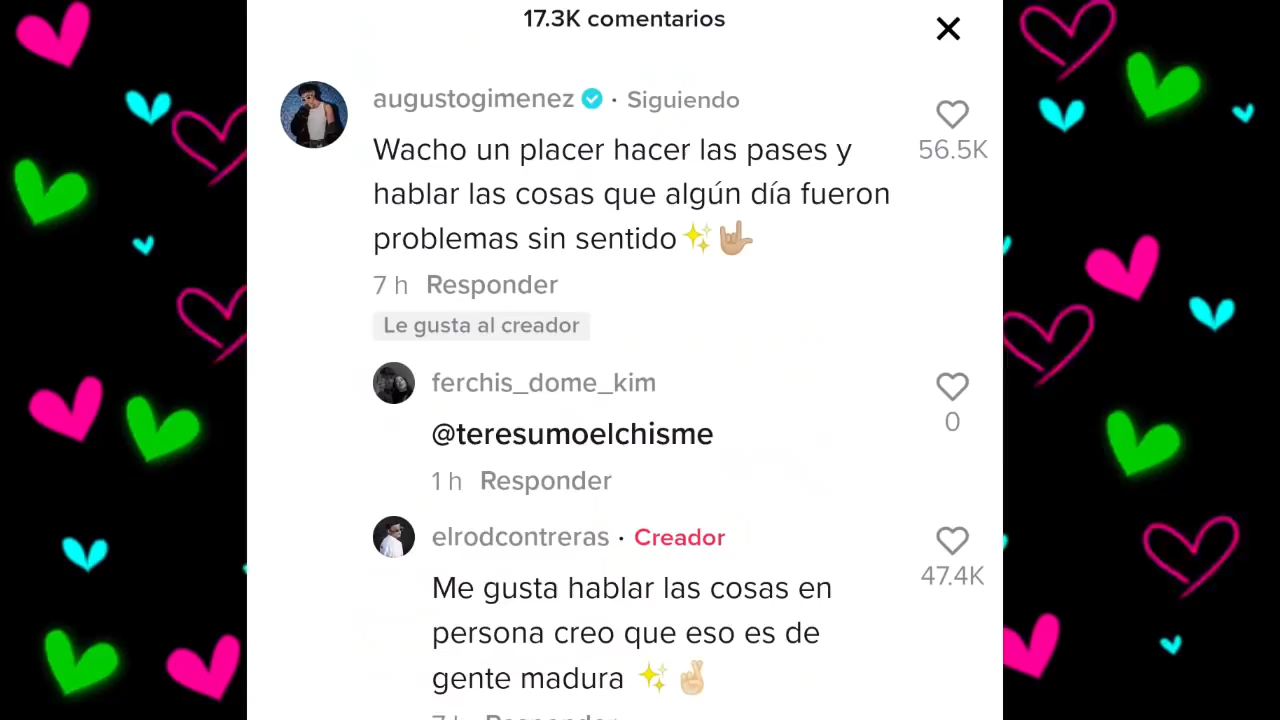 17.3K comentarios
augustogimenez · Siguiendo
56.5K
Wacho un placer hacer las pases y
hablar las cosas que algún día fueron
problemas sin sentido✨🤟🏼
7 h Responder
Le gusta al creador
ferchis_dome_kim
0
@teresumoelchisme
1 h Responder
elrodcontreras · Creador
47.4K
Me gusta hablar las cosas en
persona creo que eso es de
gente madura ✨🤞🏼